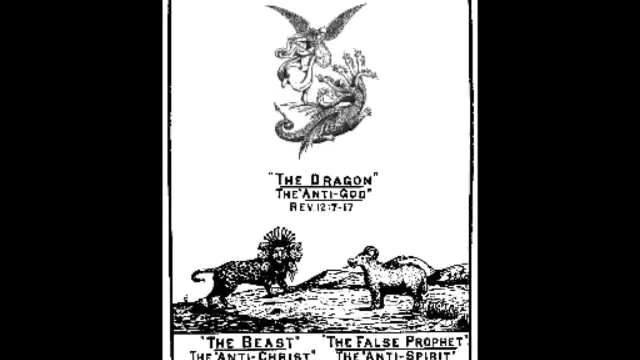 "THE DRAGON"
THE "ANTI-GOD"
REV. 12:7-17
"THE BEAST"
THE "ANTI-CHRIST"
"THE FALSE PROPHET"
THE "ANTI-SPIRIT"